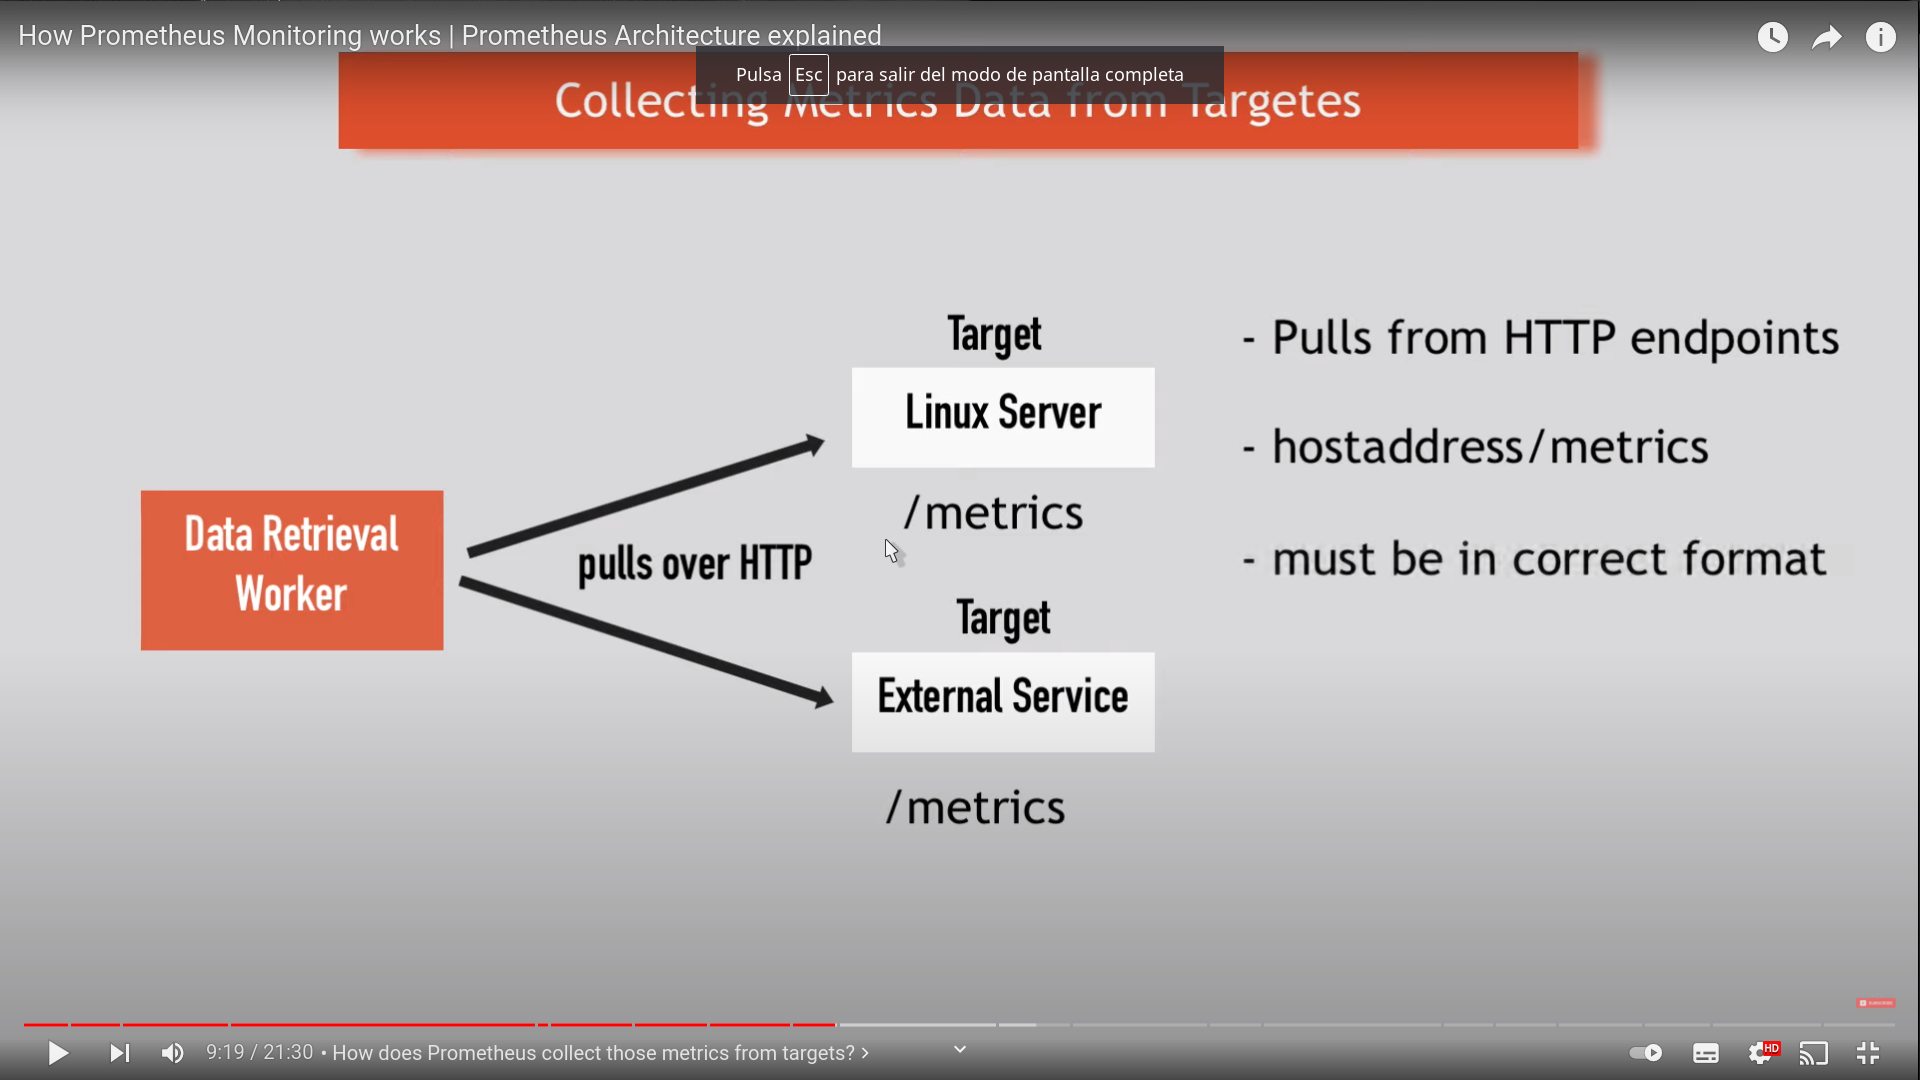 How Prometheus Monitoring works | Prometheus Architecture explained
Pulsa Esc para salir del modo de pantalla completa
Collecting Metrics Data from Targetes
Target
Linux Server
/metrics
Data Retrieval
Worker
pulls over HTTP
Target
External Service
/metrics
- Pulls from HTTP endpoints
- hostaddress/metrics
- must be in correct format
SUBSCRIBE
9:19 / 21:30 • How does Prometheus collect those metrics from targets? >
HD